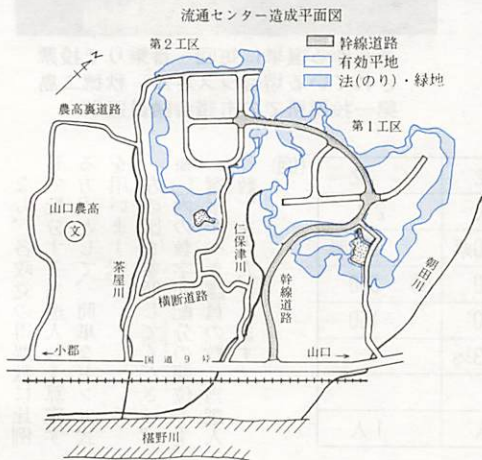 流通センター造成平面図
幹線道路
有効平地
法(のり)・緑地
第2工区
第1工区
農高裏道路
山口農高
文
茶屋川
仁保津川
横断道路
幹線道路
朝田川
←小郡
国道9号
山口→
椹野川